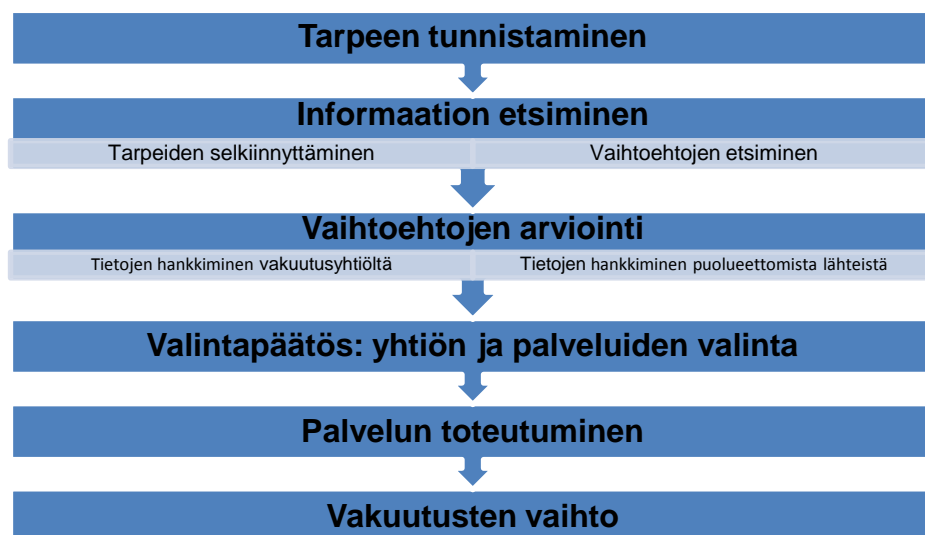 Tarpeen tunnistaminen
Informaation etsiminen
Tarpeiden selkiinnyttäminen
Vaihtoehtojen etsiminen
Vaihtoehtojen arviointi
Tietojen hankkiminen vakuutusyhtiöltä
Tietojen hankkiminen puolueettomista lähteistä
Valintapäätös: yhtiön ja palveluiden valinta
Palvelun toteutuminen
Vakuutusten vaihto